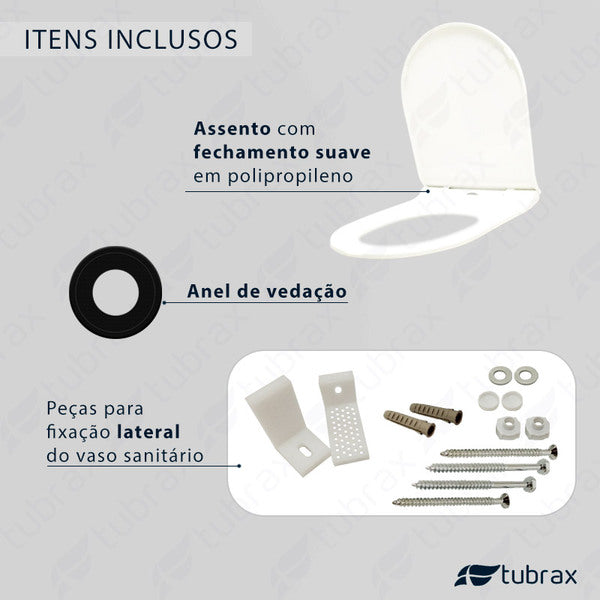 ITENS INCLUSOS
Assento com
fechamento suave
em polipropileno
Anel de vedação
Peças para
fixação lateral
do vaso sanitário
tubrax